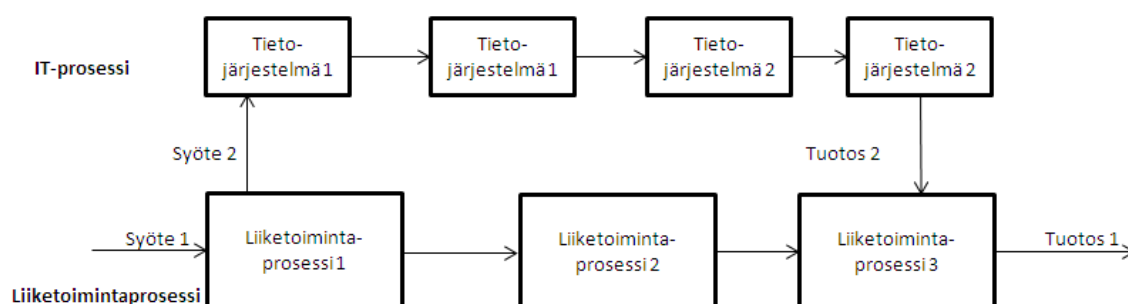 IT-prosessi
Tieto-
järjestelmä 1
Tieto-
järjestelmä 1
Tieto-
järjestelmä 2
Tieto-
järjestelmä 2
Syöte 2
Tuotos 2
Syöte 1
Liiketoiminta-
prosessi 1
Liiketoiminta-
prosessi 2
Liiketoiminta-
prosessi 3
Tuotos 1
Liiketoimintaprosessi